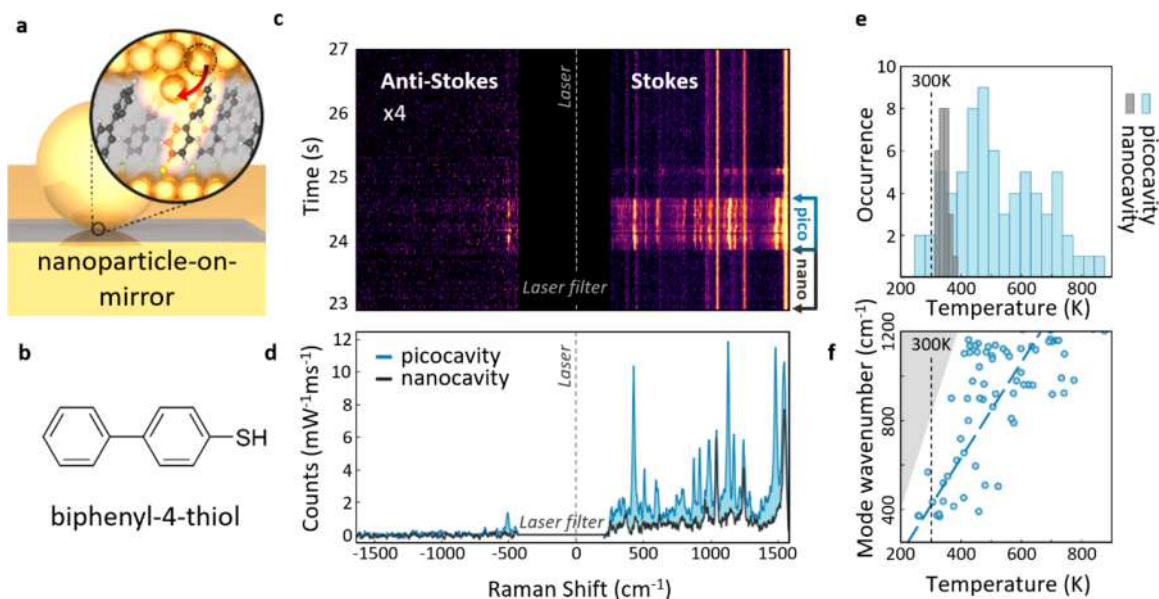 a
nanoparticle-on-
mirror
b
SH
biphenyl-4-thiol
c
Time (s)
27
26
25
24
23
Anti-Stokes
x4
Laser
Stokes
Laser filter
pico
nano
d
Counts (mW⁻¹ms⁻¹)
12
10
8
6
4
2
0
picocavity
nanocavity
Laser
Laser filter
-1500 -1000 -500 0 500 1000 1500
Raman Shift (cm⁻¹)
e
Occurrence
10
8
6
4
2
300K
picocavity
nanocavity
200 400 600 800
Temperature (K)
f
Mode wavenumber (cm⁻¹)
1200
800
400
300K
200 400 600 800
Temperature (K)